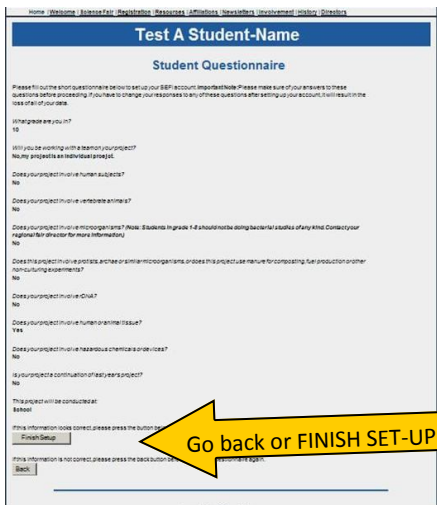 Home | Welcome | Science Fair | Registration | Resources | Affiliations | Newsletters | Involvement | History | Directors
Test A Student-Name
Student Questionnaire
Please fill out the short questionnaire below to set up your SEFI account. Important Note: Please make sure of your answers to these
questions before proceeding. If you have to change your responses to any of these questions after setting up your account, it will result in the
loss of all of your data.
What grade are you in?
10
Will you be working with a team on your project?
No, my project is an individual proejct.
Does your project involve human subjects?
No
Does your project involve vertebrate animals?
No
Does your project involve microorganisms? (Note: Students in grade 1-8 should not be doing bacterial studies of any kind. Contact your
regional fair director for more information.)
No
Does this project involve protists, archae or similar microorganisms, or does this project use manure for composting, fuel production or other
non-culturing experiments?
No
Does your project involve rDNA?
No
Does your project involve human or animal tissue?
Yes
Does your project involve hazardous chemicals or devices?
No
Is your project a continuation of last years project?
No
This project will be conducted at:
School
If this information looks correct, please press the button
Finish Setup
Go back or FINISH SET-UP
If this information is not correct, please press the back button questionnaire again.
Back